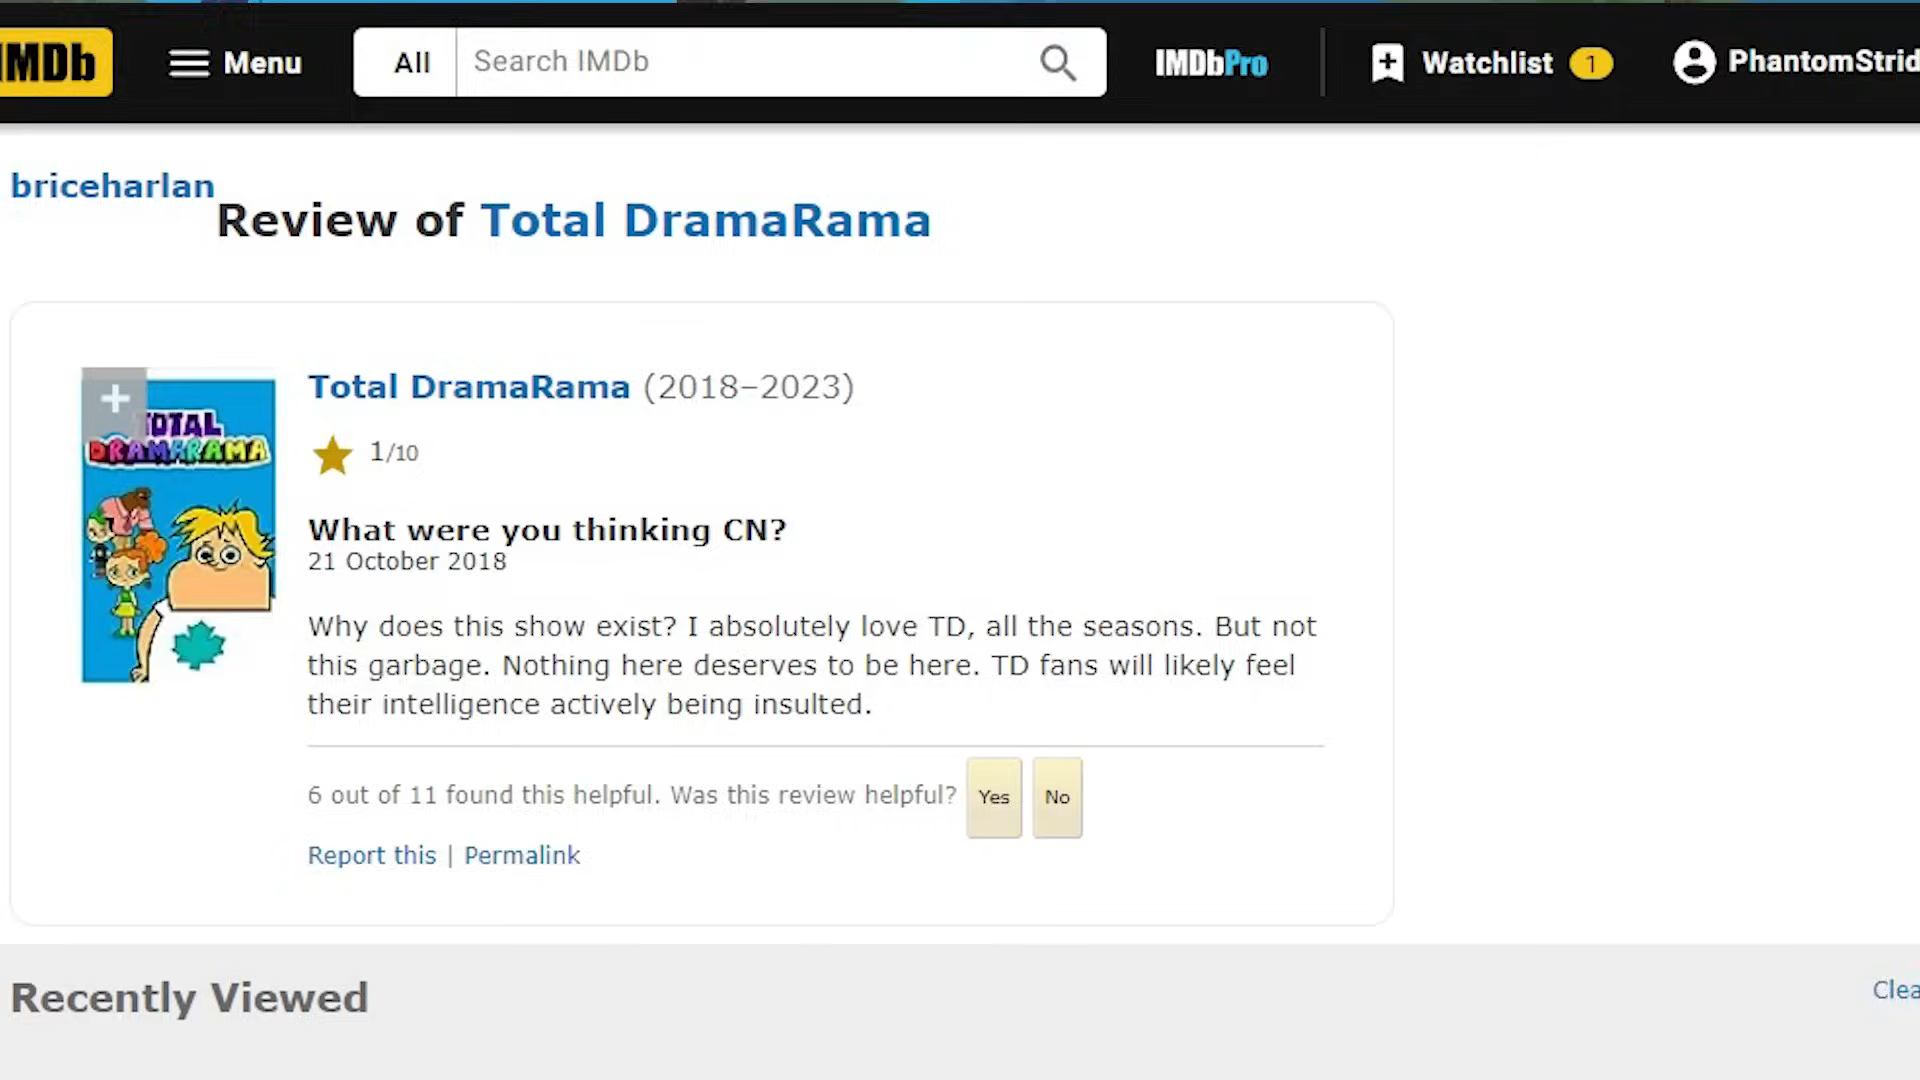 IMDb
Menu
All
Search IMDb
IMDbPro
Watchlist 1
PhantomStrid
briceharlan
Review of Total DramaRama
+
TOTAL
DRAMARAMA
Total DramaRama (2018–2023)
1/10
What were you thinking CN?
21 October 2018
Why does this show exist? I absolutely love TD, all the seasons. But not
this garbage. Nothing here deserves to be here. TD fans will likely feel
their intelligence actively being insulted.
6 out of 11 found this helpful. Was this review helpful? Yes No
Report this | Permalink
Recently Viewed
Clea